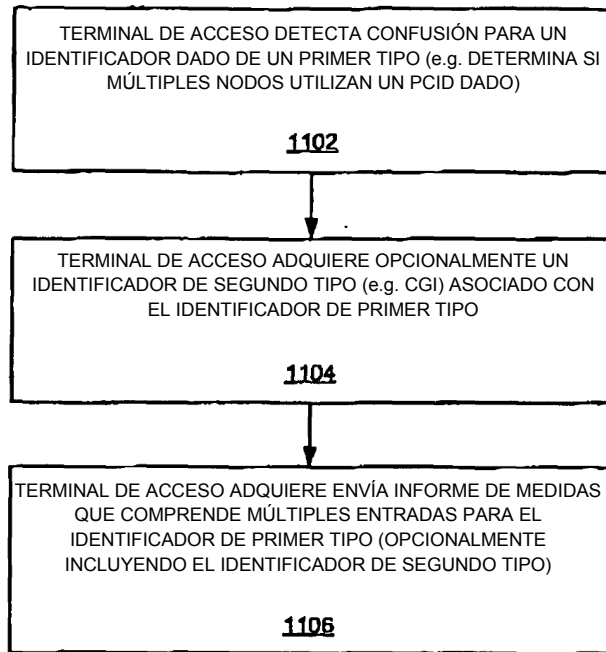 TERMINAL DE ACCESO DETECTA CONFUSIÓN PARA UN
IDENTIFICADOR DADO DE UN PRIMER TIPO (e.g. DETERMINA SI
MÚLTIPLES NODOS UTILIZAN UN PCID DADO)
1102
TERMINAL DE ACCESO ADQUIERE OPCIONALMENTE UN
IDENTIFICADOR DE SEGUNDO TIPO (e.g. CGI) ASOCIADO CON
EL IDENTIFICADOR DE PRIMER TIPO
1104
TERMINAL DE ACCESO ADQUIERE ENVÍA INFORME DE MEDIDAS
QUE COMPRENDE MÚLTIPLES ENTRADAS PARA EL
IDENTIFICADOR DE PRIMER TIPO (OPCIONALMENTE
INCLUYENDO EL IDENTIFICADOR DE SEGUNDO TIPO)
1106